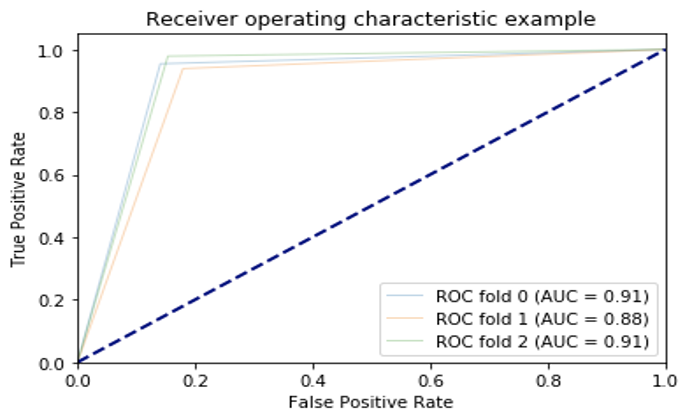 Receiver operating characteristic example
1.0
0.8
0.6
0.4
0.2
0.0
True Positive Rate
ROC fold 0 (AUC = 0.91)
ROC fold 1 (AUC = 0.88)
ROC fold 2 (AUC = 0.91)
0.0 0.2 0.4 0.6 0.8 1.0
False Positive Rate